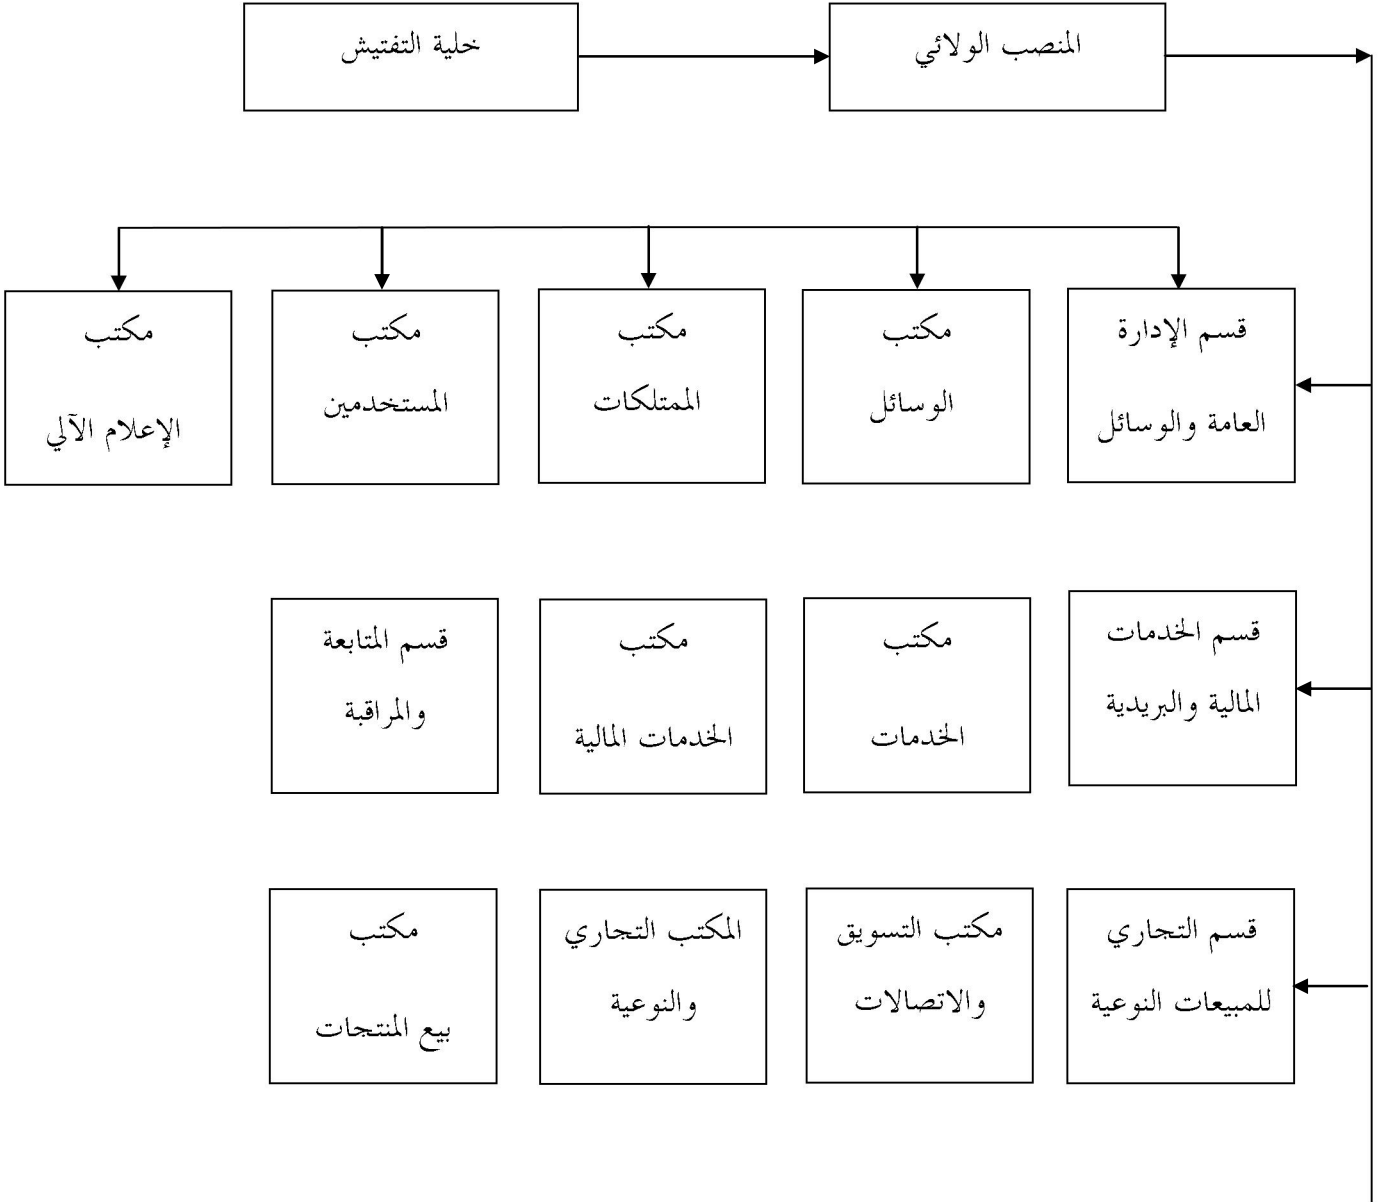 المنصب الولائي
خلية التفتيش
قسم الإدارة
العامة والوسائل
مكتب
الوسائل
مكتب
الممتلكات
مكتب
المستخدمين
مكتب
الإعلام الآلي
قسم الخدمات
المالية والبريدية
مكتب
الخدمات
مكتب
الخدمات المالية
قسم المتابعة
والمراقبة
قسم التجاري
للمبيعات النوعية
مكتب التسويق
والاتصالات
المكتب التجاري
والنوعية
مكتب
بيع المنتجات